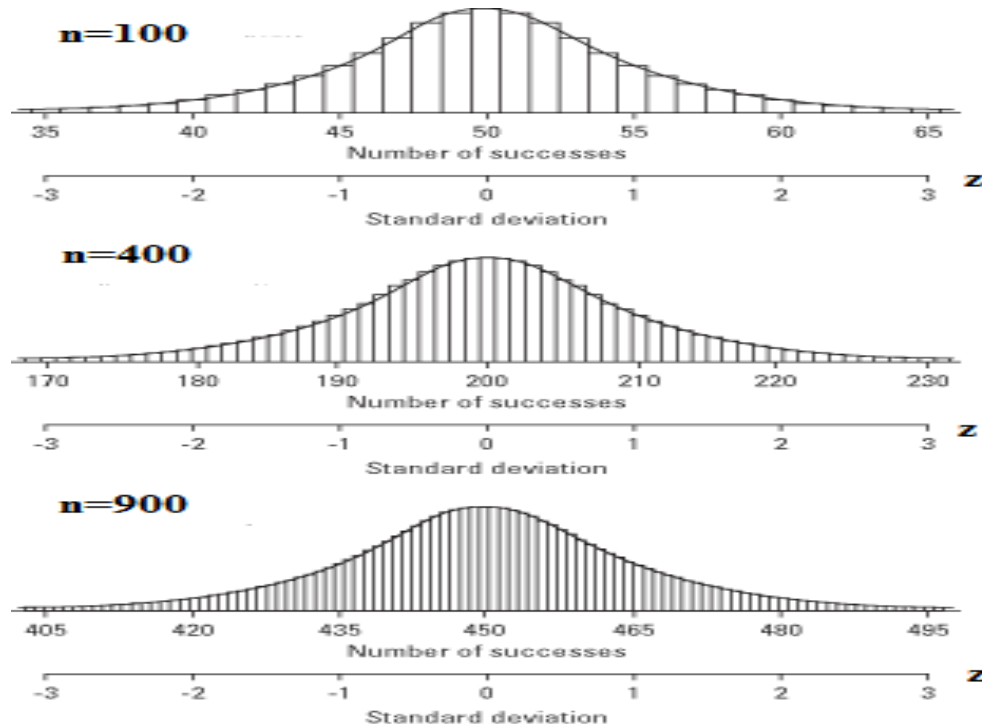 n=100
35 40 45 50 55 60 65
Number of successes
-3 -2 -1 0 1 2 3 z
Standard deviation
n=400
170 180 190 200 210 220 230
Number of successes
-3 -2 -1 0 1 2 3 z
Standard deviation
n=900
405 420 435 450 465 480 495
Number of successes
-3 -2 -1 0 1 2 3 z
Standard deviation